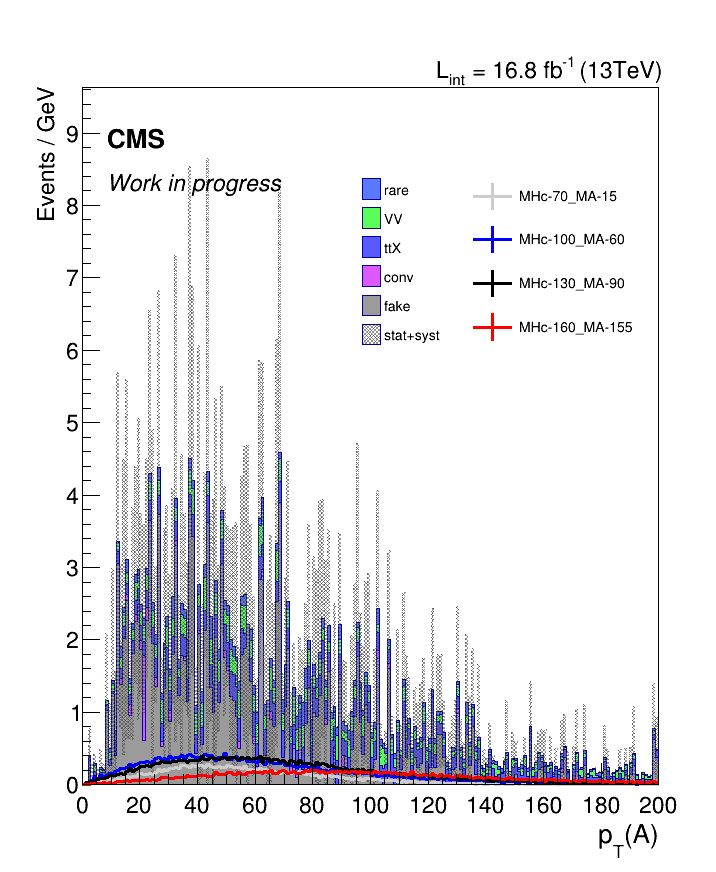 L_int = 16.8 fb^-1 (13TeV)
Events / GeV
CMS
Work in progress
rare
VV
ttX
conv
fake
stat+syst
MHc-70_MA-15
MHc-100_MA-60
MHc-130_MA-90
MHc-160_MA-155
9
8
7
6
5
4
3
2
1
0
0 20 40 60 80 100 120 140 160 180 200
p_T(A)